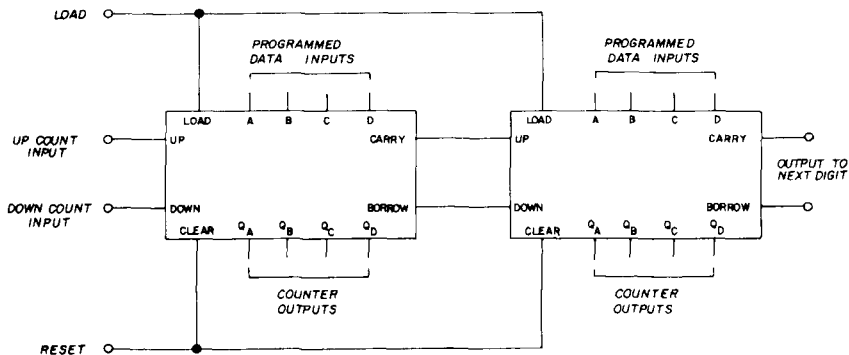 LOAD
PROGRAMMED
DATA INPUTS
PROGRAMMED
DATA INPUTS
LOAD A B C D
LOAD A B C D
UP COUNT
INPUT
UP CARRY
UP CARRY
OUTPUT TO
NEXT DIGIT
DOWN COUNT
INPUT
DOWN BORROW
DOWN BORROW
CLEAR QA QB QC QD
CLEAR QA QB QC QD
COUNTER
OUTPUTS
COUNTER
OUTPUTS
RESET